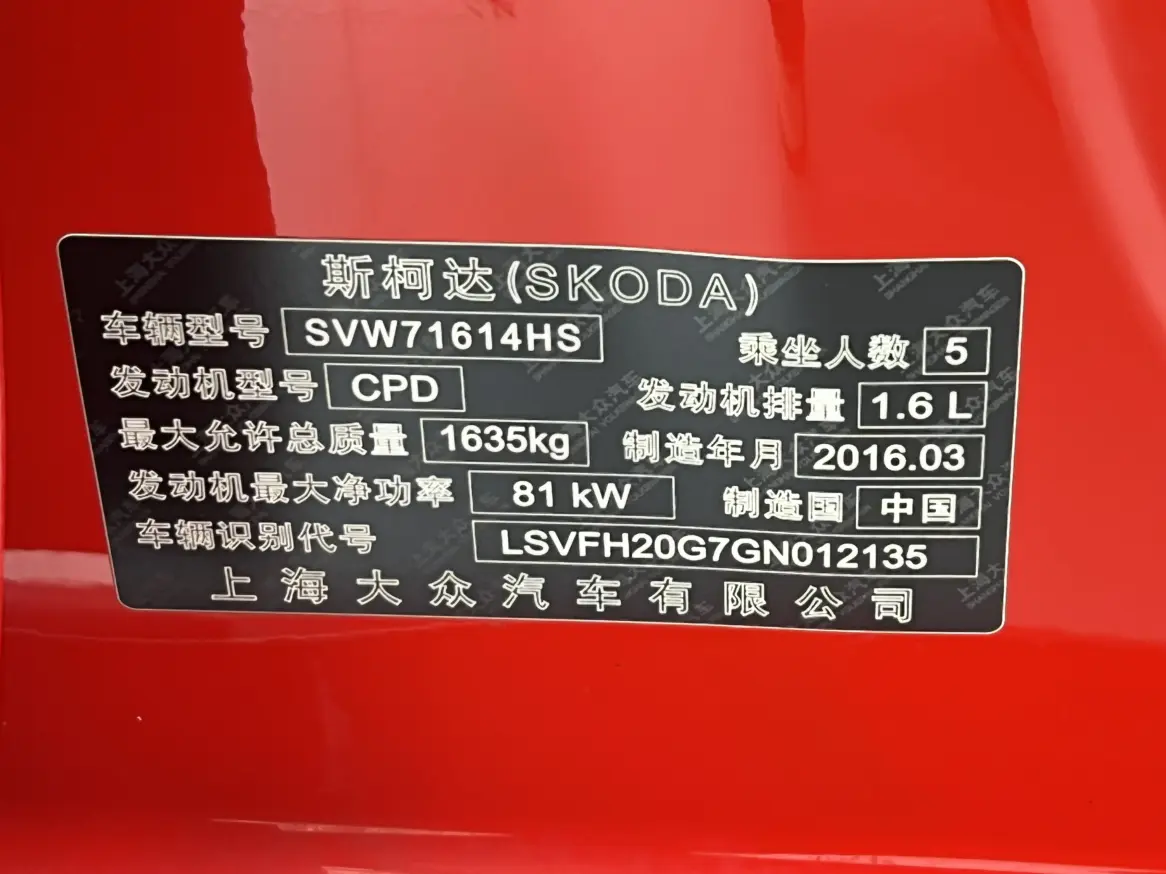 斯柯达(SKODA)
车辆型号 SVW71614HS 乘坐人数 5
发动机型号 CPD 发动机排量 1.6 L
最大允许总质量 1635kg 制造年月 2016.03
发动机最大净功率 81 kW 制造国 中国
车辆识别代号 LSVFH20G7GN012135
上海大众汽车有限公司